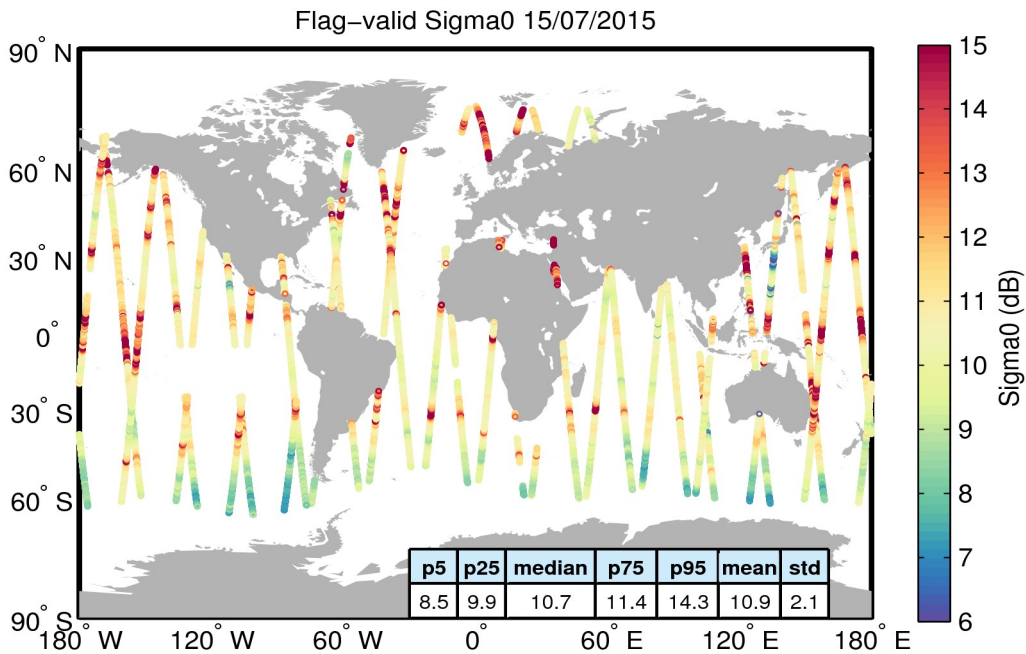 Flag−valid Sigma0 15/07/2015
90° N
60° N
30° N
0°
30° S
60° S
90° S
180° W
120° W
60° W
0°
60° E
120° E
180° E
15
14
13
12
11
10
9
8
7
6
Sigma0 (dB)
p5 p25 median p75 p95 mean std
8.5 9.9 10.7 11.4 14.3 10.9 2.1